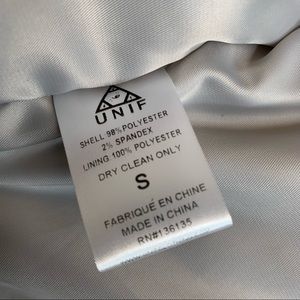 UNIF
SHELL 98% POLYESTER
2% SPANDEX
LINING 100% POLYESTER
DRY CLEAN ONLY
S
FABRIQUÉ EN CHINE
MADE IN CHINA
RN#136135